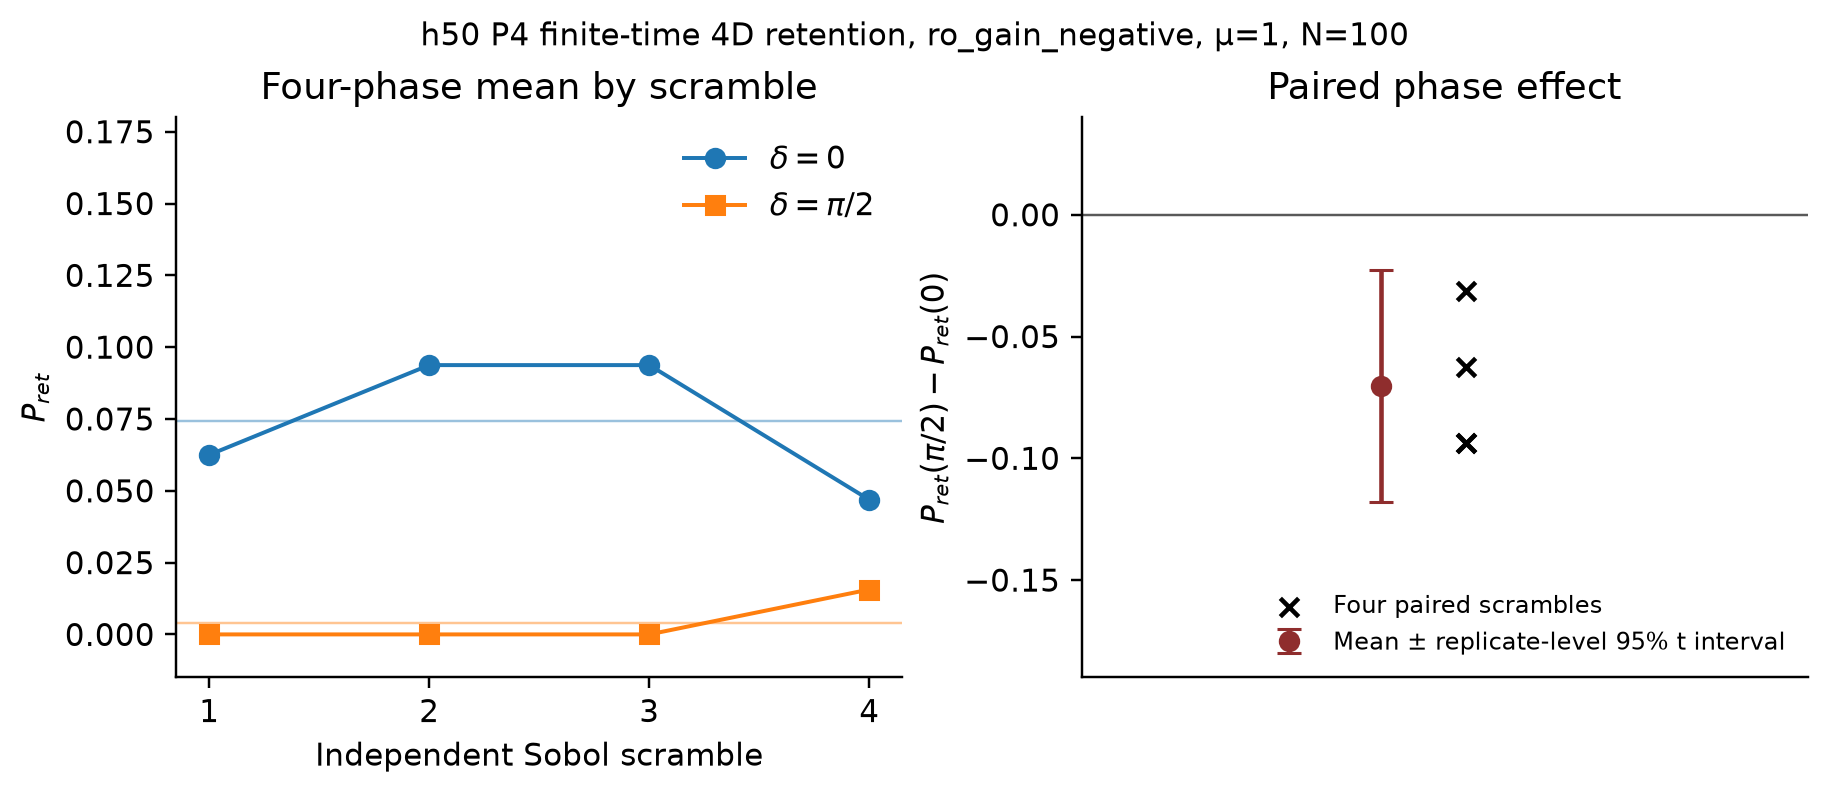 h50 P4 finite-time 4D retention, ro_gain_negative, μ=1, N=100
Four-phase mean by scramble
P_ret
0.175
0.150
0.125
0.100
0.075
0.050
0.025
0.000
δ = 0
δ = π/2
1 2 3 4
Independent Sobol scramble
Paired phase effect
P_ret(π/2) − P_ret(0)
0.00
−0.05
−0.10
−0.15
Four paired scrambles
Mean ± replicate-level 95% t interval